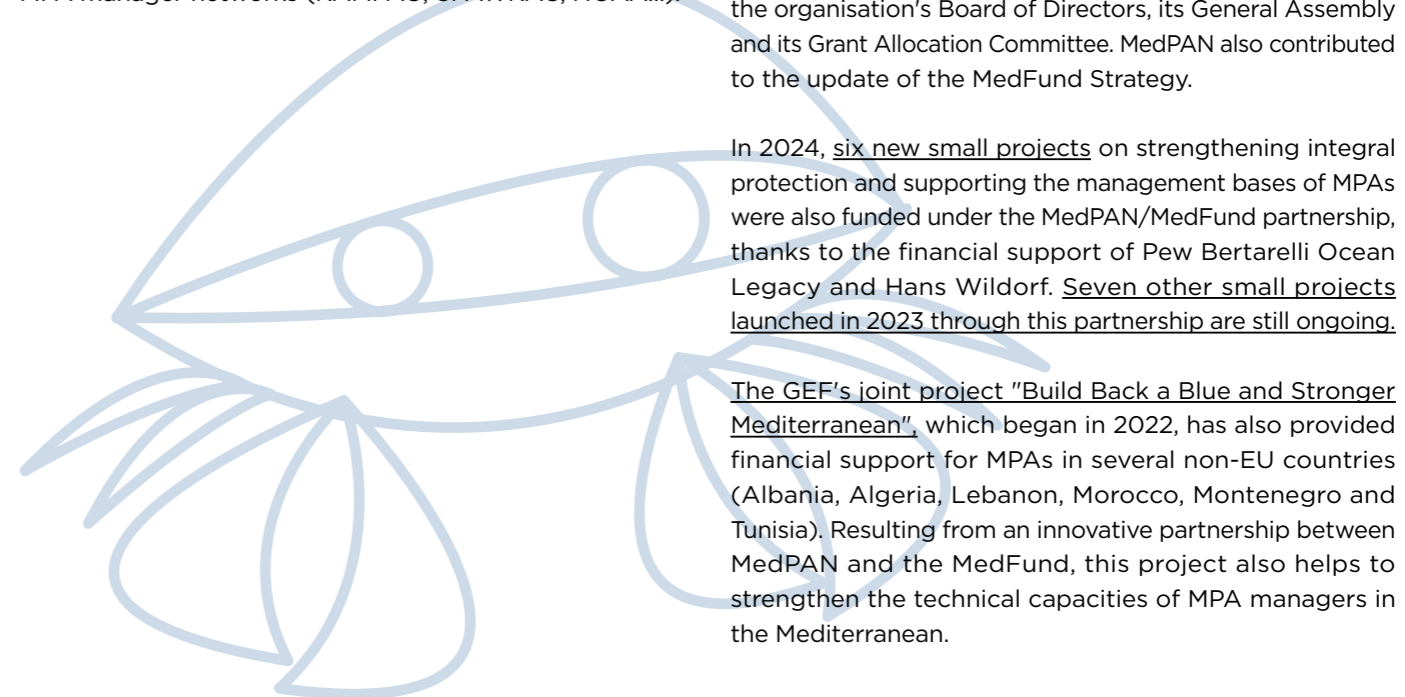 manager networks
the organisation's Board of Directors, its General Assembly
and its Grant Allocation Committee. MedPAN also contributed
to the update of the MedFund Strategy.
In 2024, six new small projects on strengthening integral
protection and supporting the management bases of MPAs
were also funded under the MedPAN/MedFund partnership,
thanks to the financial support of Pew Bertarelli Ocean
Legacy and Hans Wildorf. Seven other small projects
launched in 2023 through this partnership are still ongoing.
The GEF's joint project "Build Back a Blue and Stronger
Mediterranean", which began in 2022, has also provided
financial support for MPAs in several non-EU countries
(Albania, Algeria, Lebanon, Morocco, Montenegro and
Tunisia). Resulting from an innovative partnership between
MedPAN and the MedFund, this project also helps to
strengthen the technical capacities of MPA managers in
the Mediterranean.